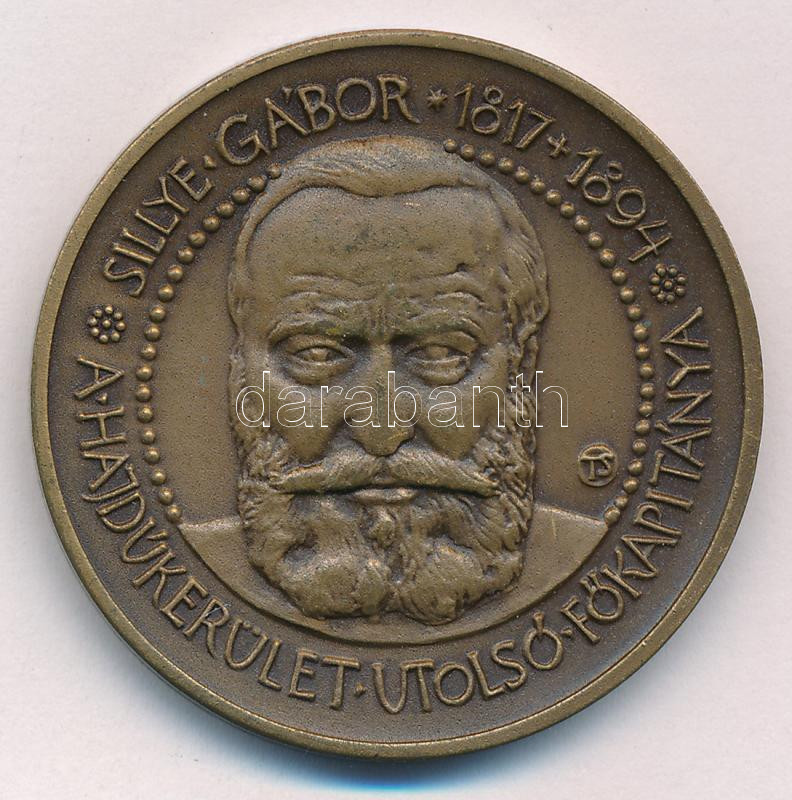 SILLYE·GÁBOR * 1817 + 1894
A·HAJDÚKERÜLET·UTOLSÓ·FŐKAPITÁNYA
darabanth